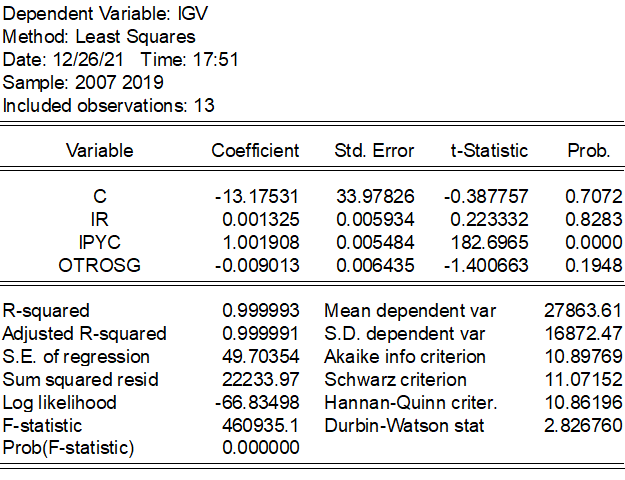 Dependent Variable: IGV
Method: Least Squares
Date: 12/26/21 Time: 17:51
Sample: 2007 2019
Included observations: 13
Variable Coefficient Std. Error t-Statistic Prob.
C -13.17531 33.97826 -0.387757 0.7072
IR 0.001325 0.005934 0.223332 0.8283
IPYC 1.001908 0.005484 182.6965 0.0000
OTROSG -0.009013 0.006435 -1.400663 0.1948
R-squared 0.999993 Mean dependent var 27863.61
Adjusted R-squared 0.999991 S.D. dependent var 16872.47
S.E. of regression 49.70354 Akaike info criterion 10.89769
Sum squared resid 22233.97 Schwarz criterion 11.07152
Log likelihood -66.83498 Hannan-Quinn criter. 10.86196
F-statistic 460935.1 Durbin-Watson stat 2.826760
Prob(F-statistic) 0.000000